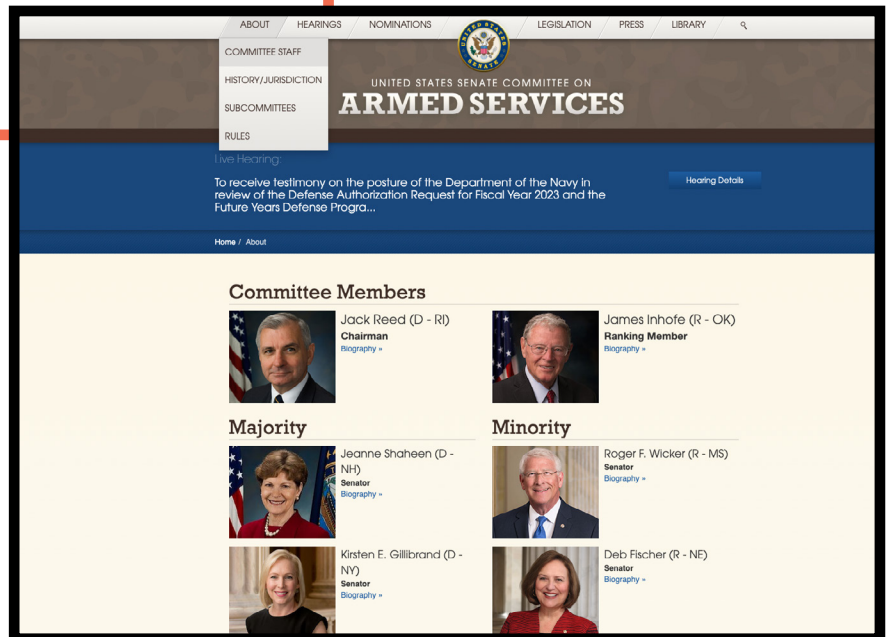 ABOUT HEARINGS NOMINATIONS LEGISLATION PRESS LIBRARY
COMMITTEE STAFF
HISTORY/JURISDICTION
SUBCOMMITTEES
RULES
UNITED STATES SENATE
UNITED STATES SENATE COMMITTEE ON
ARMED SERVICES
Live Hearing:
To receive testimony on the posture of the Department of the Navy in
review of the Defense Authorization Request for Fiscal Year 2023 and the
Future Years Defense Progra...
Hearing Details
Home / About
Committee Members
Jack Reed (D - RI)
Chairman
Biography »
James Inhofe (R - OK)
Ranking Member
Biography »
Majority
Jeanne Shaheen (D -
NH)
Senator
Biography »
Kirsten E. Gillibrand (D -
NY)
Senator
Biography »
Minority
Roger F. Wicker (R - MS)
Senator
Biography »
Deb Fischer (R - NE)
Senator
Biography »